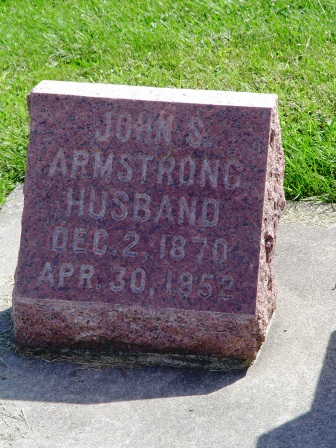 JOHN S.
ARMSTRONG
HUSBAND
DEC. 2, 1870
APR. 30, 1952